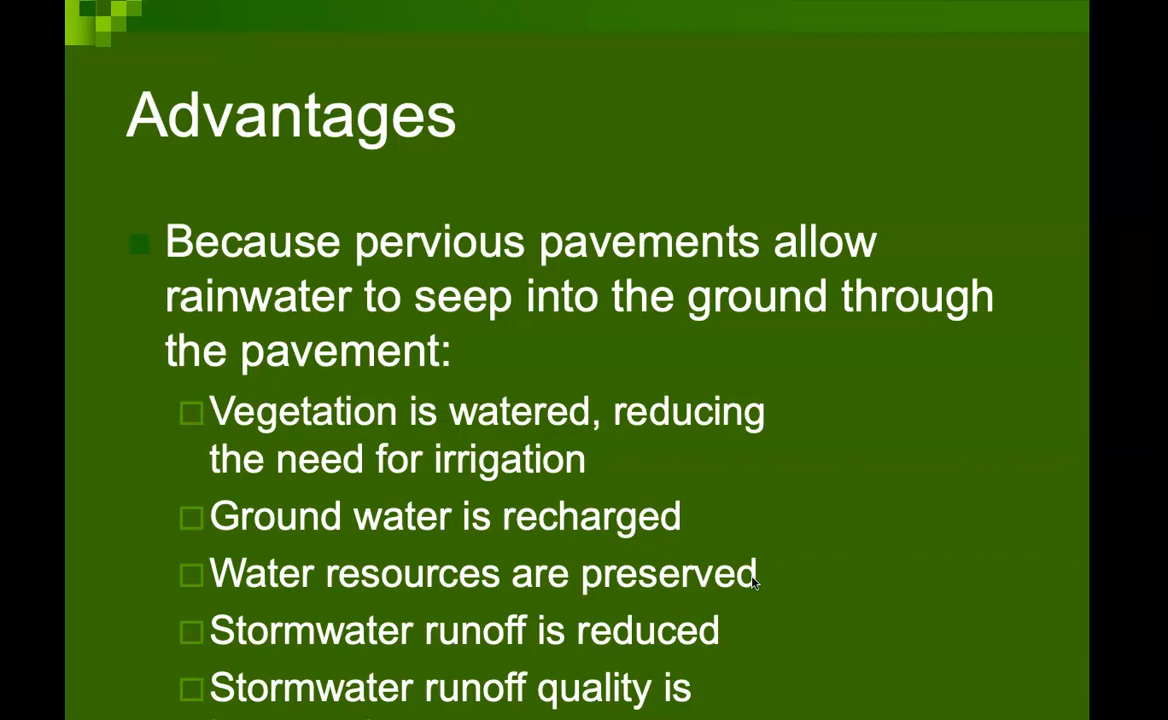 Advantages
Because pervious pavements allow
rainwater to seep into the ground through
the pavement:
Vegetation is watered, reducing
the need for irrigation
Ground water is recharged
Water resources are preserved
Stormwater runoff is reduced
Stormwater runoff quality is